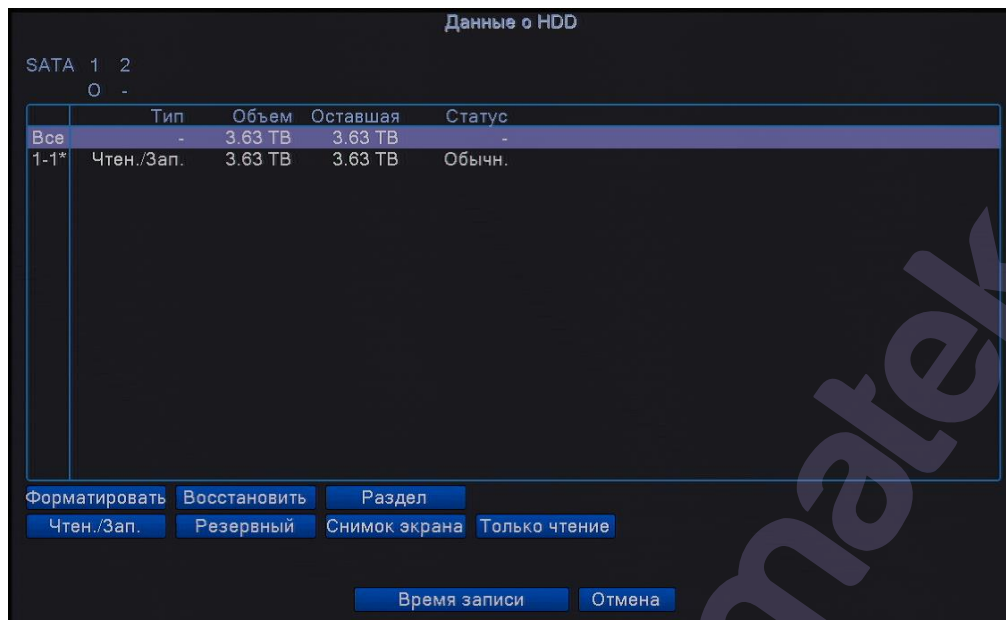 Данные о HDD
SATA 1 2
O -
Тип Объем Оставшая Статус
Все - 3.63 TB 3.63 TB -
1-1* Чтен./Зап. 3.63 TB 3.63 TB Обычн.
Форматировать Восстановить Раздел
Чтен./Зап. Резервный Снимок экрана Только чтение
Время записи Отмена
matek